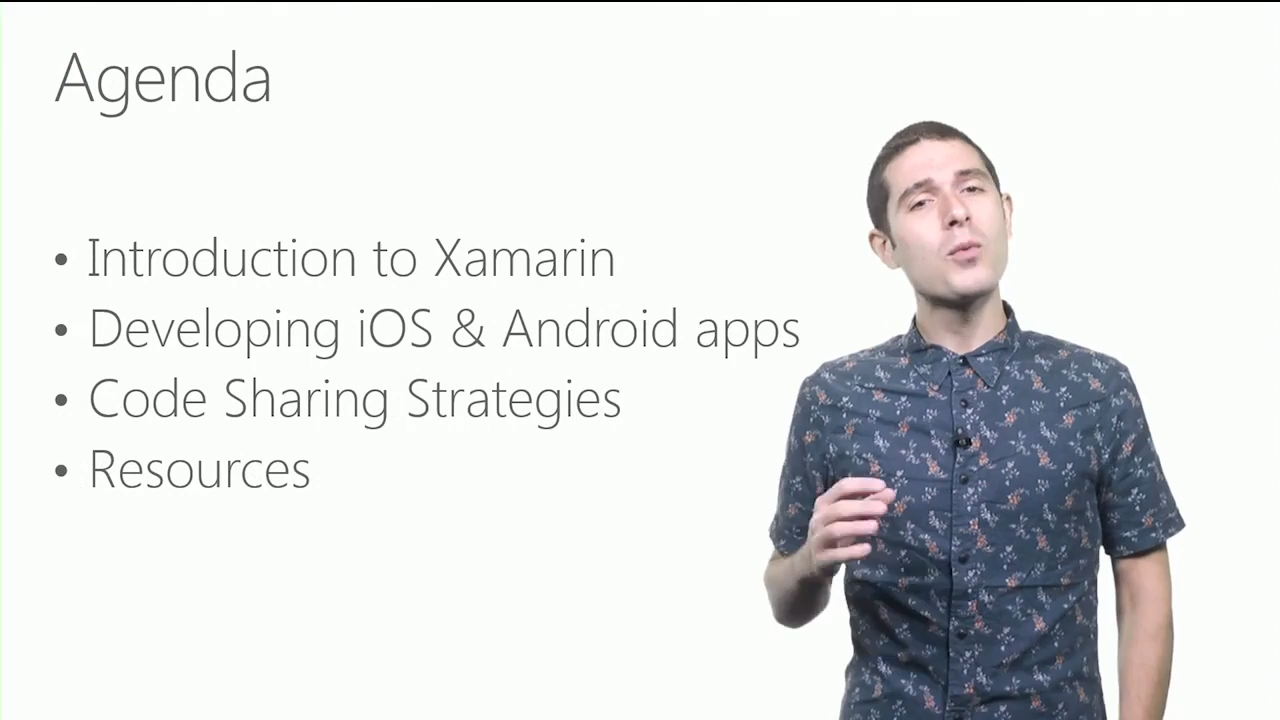 Agenda
• Introduction to Xamarin
• Developing iOS & Android apps
• Code Sharing Strategies
• Resources